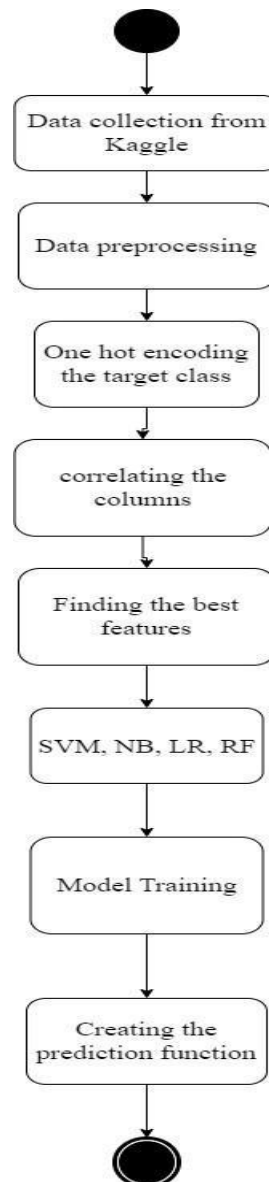 Data collection from
Kaggle
Data preprocessing
One hot encoding
the target class
correlating the
columns
Finding the best
features
SVM, NB, LR, RF
Model Training
Creating the
prediction function